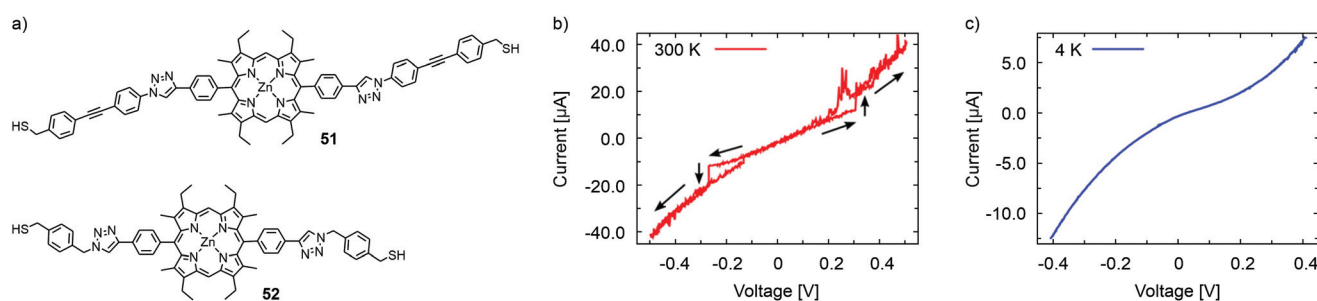 a)
HS
N
N=N
N
N
Zn
N
N
N
N=N
SH
51
HS
N
N=N
N
N
Zn
N
N
N
N=N
SH
52
b)
300 K
Current [µA]
40.0
20.0
0.0
-20.0
-40.0
-0.4 -0.2 0 0.2 0.4
Voltage [V]
c)
4 K
Current [µA]
5.0
0.0
-5.0
-10.0
-0.4 -0.2 0 0.2 0.4
Voltage [V]